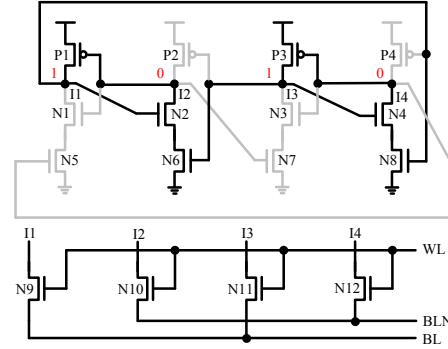 P1 P2 P3 P4
1 0 1 0
I1 I2 I3 I4
N1 N2 N3 N4
N5 N6 N7 N8
I1 I2 I3 I4
WL
N9 N10 N11 N12
BLN
BL